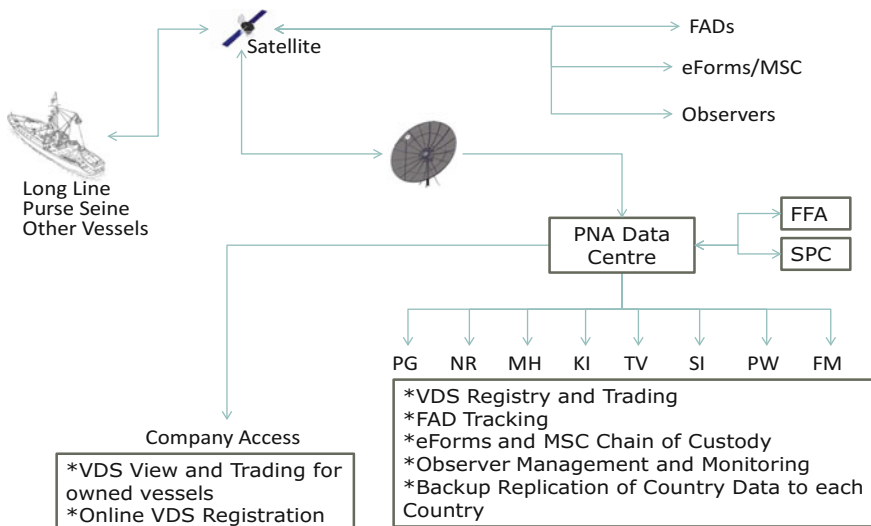 Satellite
FADs
eForms/MSC
Observers
Long Line
Purse Seine
Other Vessels
PNA Data
Centre
FFA
SPC
PG NR MH KI TV SI PW FM
*VDS Registry and Trading
*FAD Tracking
*eForms and MSC Chain of Custody
*Observer Management and Monitoring
*Backup Replication of Country Data to each
Country
Company Access
*VDS View and Trading for
owned vessels
*Online VDS Registration